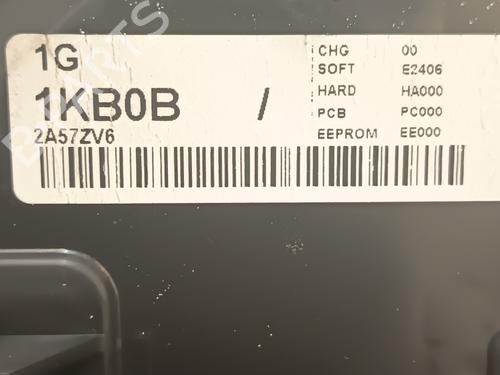 1G
1KB0B /
2A57ZV6
CHG 00
SOFT E2406
HARD HA000
PCB PC000
EEPROM EE000